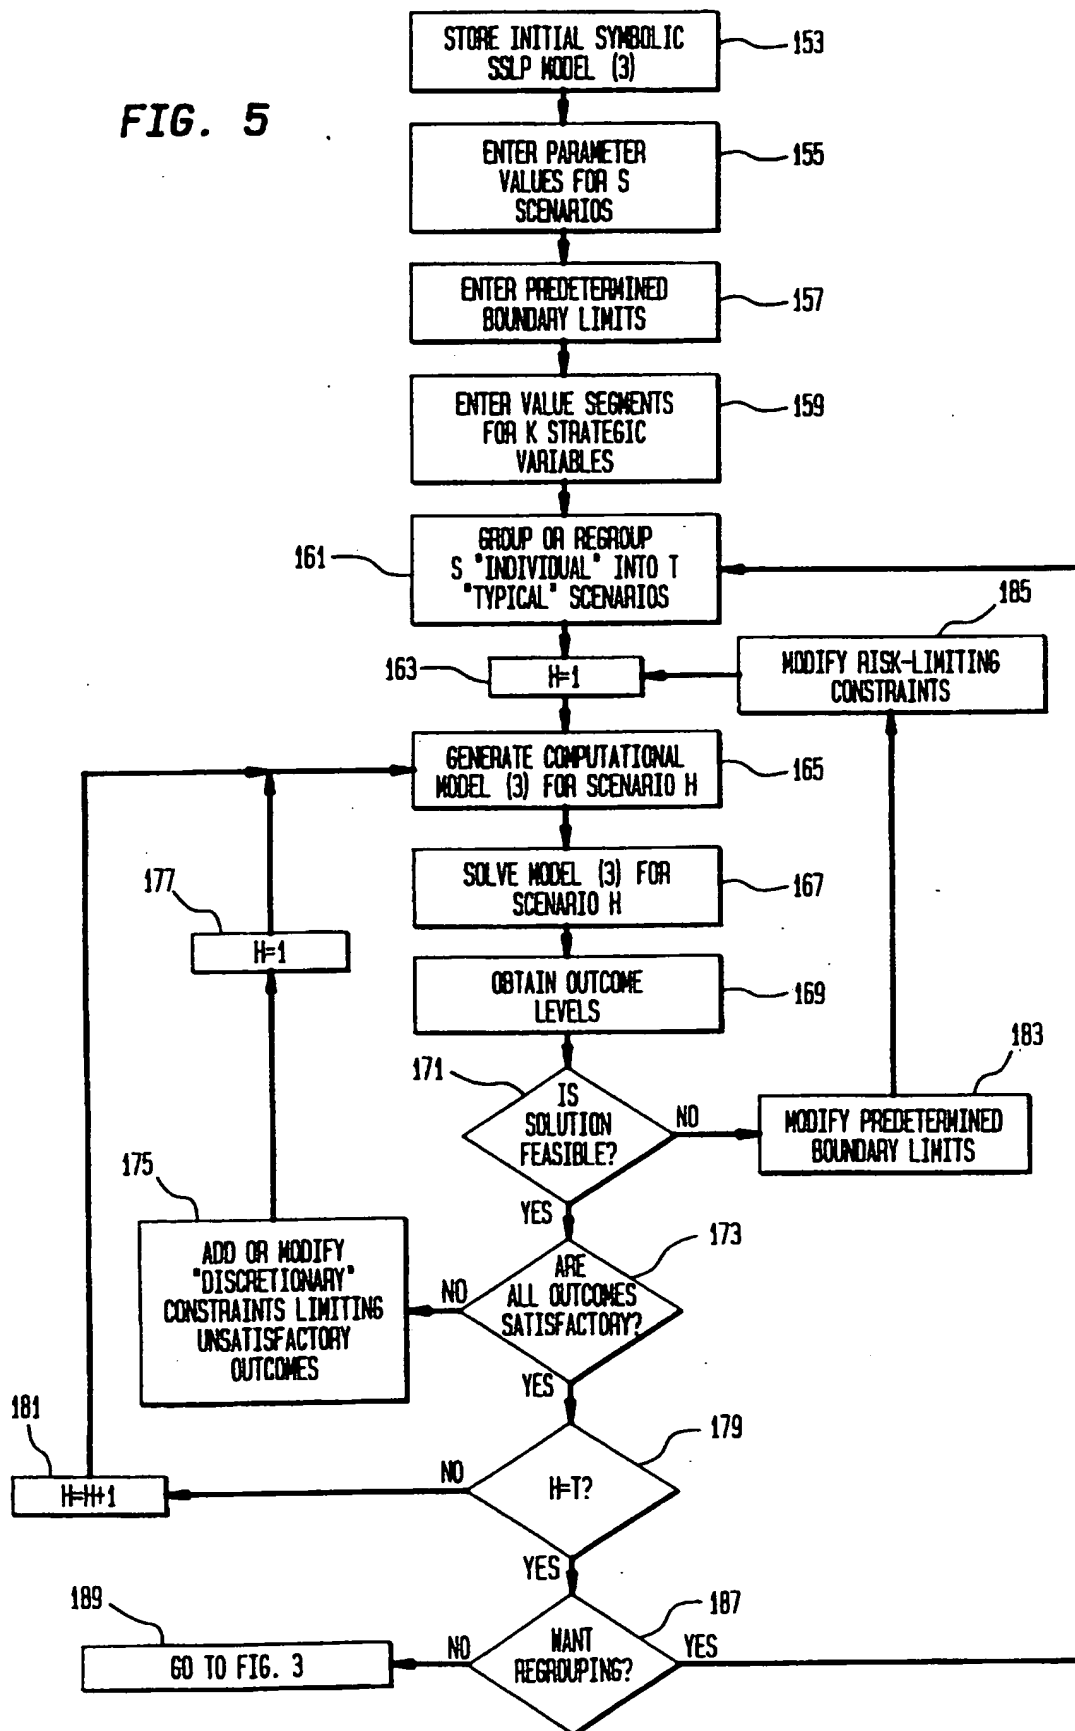 FIG. 5
STORE INITIAL SYMBOLIC
SSLP MODEL (3)
153
ENTER PARAMETER
VALUES FOR S
SCENARIOS
155
ENTER PREDETERMINED
BOUNDARY LIMITS
157
ENTER VALUE SEGMENTS
FOR K STRATEGIC
VARIABLES
159
161
GROUP OR REGROUP
S "INDIVIDUAL" INTO T
"TYPICAL" SCENARIOS
163
H=1
185
MODIFY RISK-LIMITING
CONSTRAINTS
GENERATE COMPUTATIONAL
MODEL (3) FOR SCENARIO H
165
SOLVE MODEL (3) FOR
SCENARIO H
167
177
H=1
OBTAIN OUTCOME
LEVELS
169
171
IS
SOLUTION
FEASIBLE?
NO
YES
183
MODIFY PREDETERMINED
BOUNDARY LIMITS
175
ADD OR MODIFY
"DISCRETIONARY"
CONSTRAINTS LIMITING
UNSATISFACTORY
OUTCOMES
173
ARE
ALL OUTCOMES
SATISFACTORY?
NO
YES
181
H=H+1
179
H=T?
NO
YES
189
GO TO FIG. 3
187
WANT
REGROUPING?
NO
YES